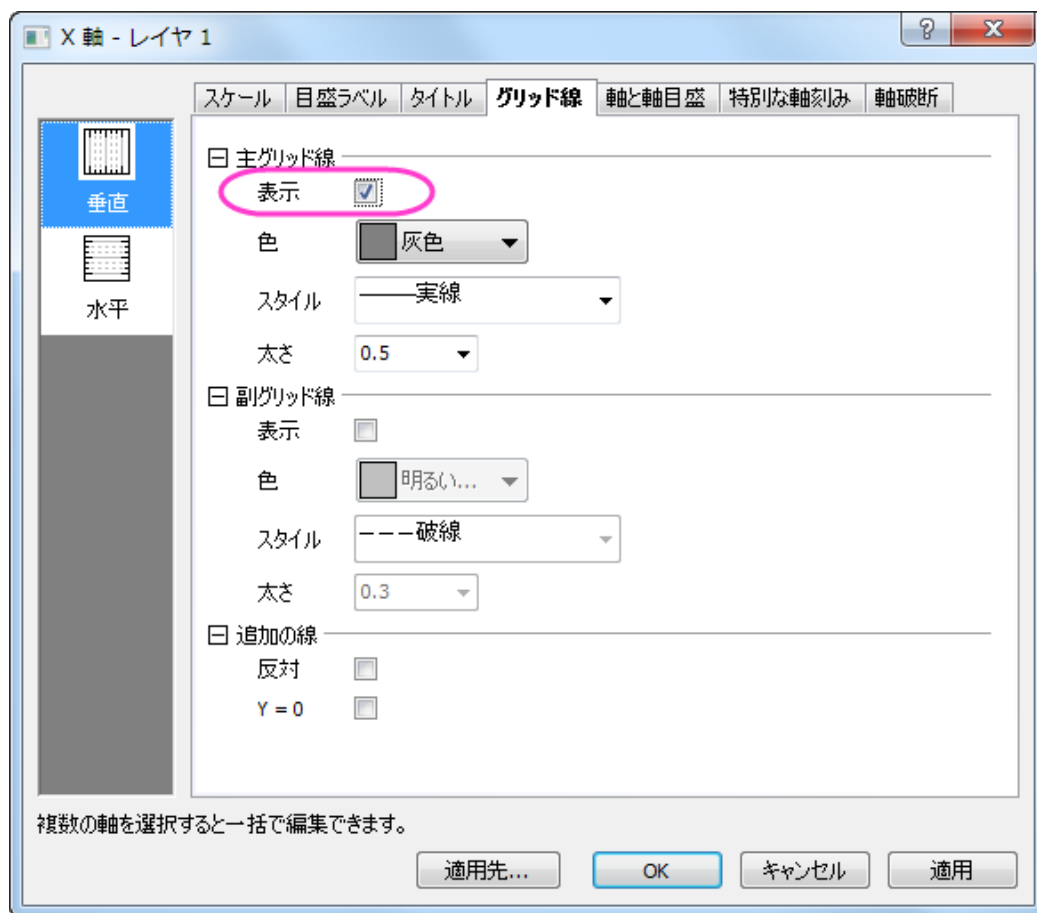 X 軸 - レイヤ 1
スケール 目盛ラベル タイトル グリッド線 軸と軸目盛 特別な軸刻み 軸破断
垂直
水平
主グリッド線
表示
色 灰色
スタイル 実線
太さ 0.5
副グリッド線
表示
色 明るい...
スタイル 破線
太さ 0.3
追加の線
反対
Y = 0
複数の軸を選択すると一括で編集できます。
適用先... OK キャンセル 適用